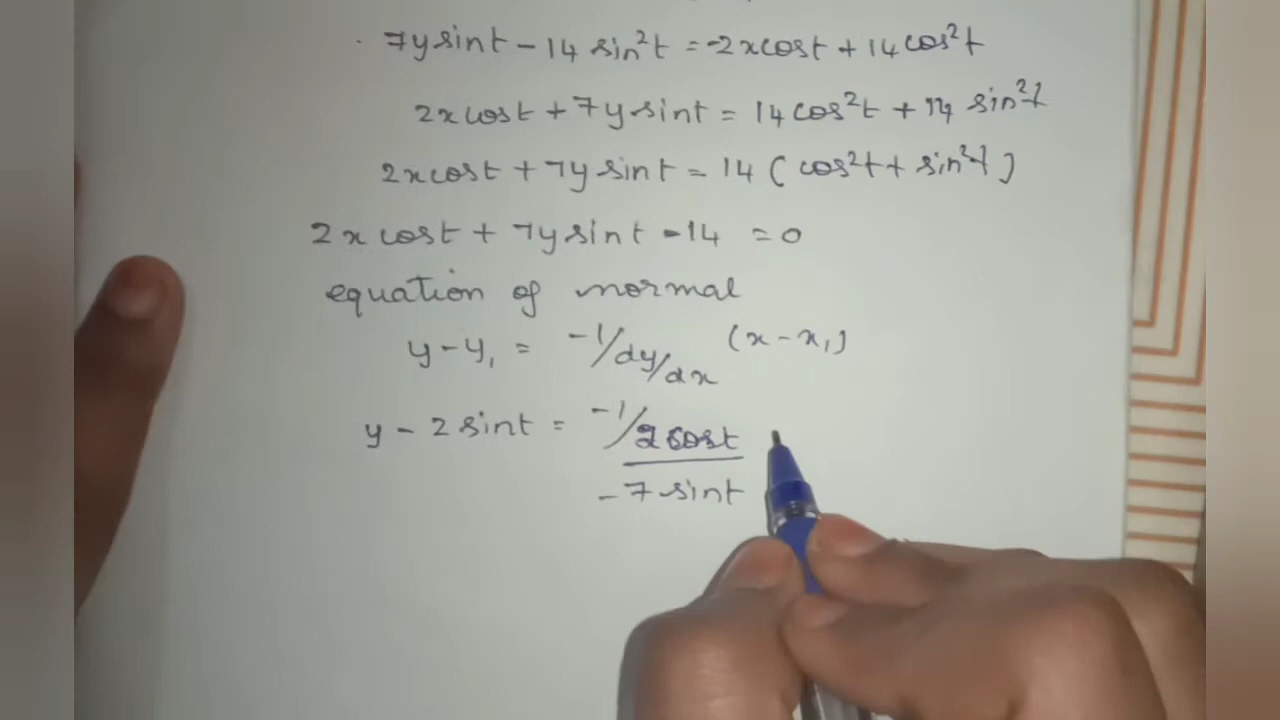 7y sint - 14 sin²t = -2x cost + 14 cos²t
2x cost + 7y sint = 14 cos²t + 14 sin²t
2x cost + 7y sint = 14 ( cos²t + sin²t )
2x cost + 7y sint - 14 = 0
equation of normal
y - y₁ = -1/dy/dx (x - x₁)
y - 2 sint = -1/2 cost
-7 sint